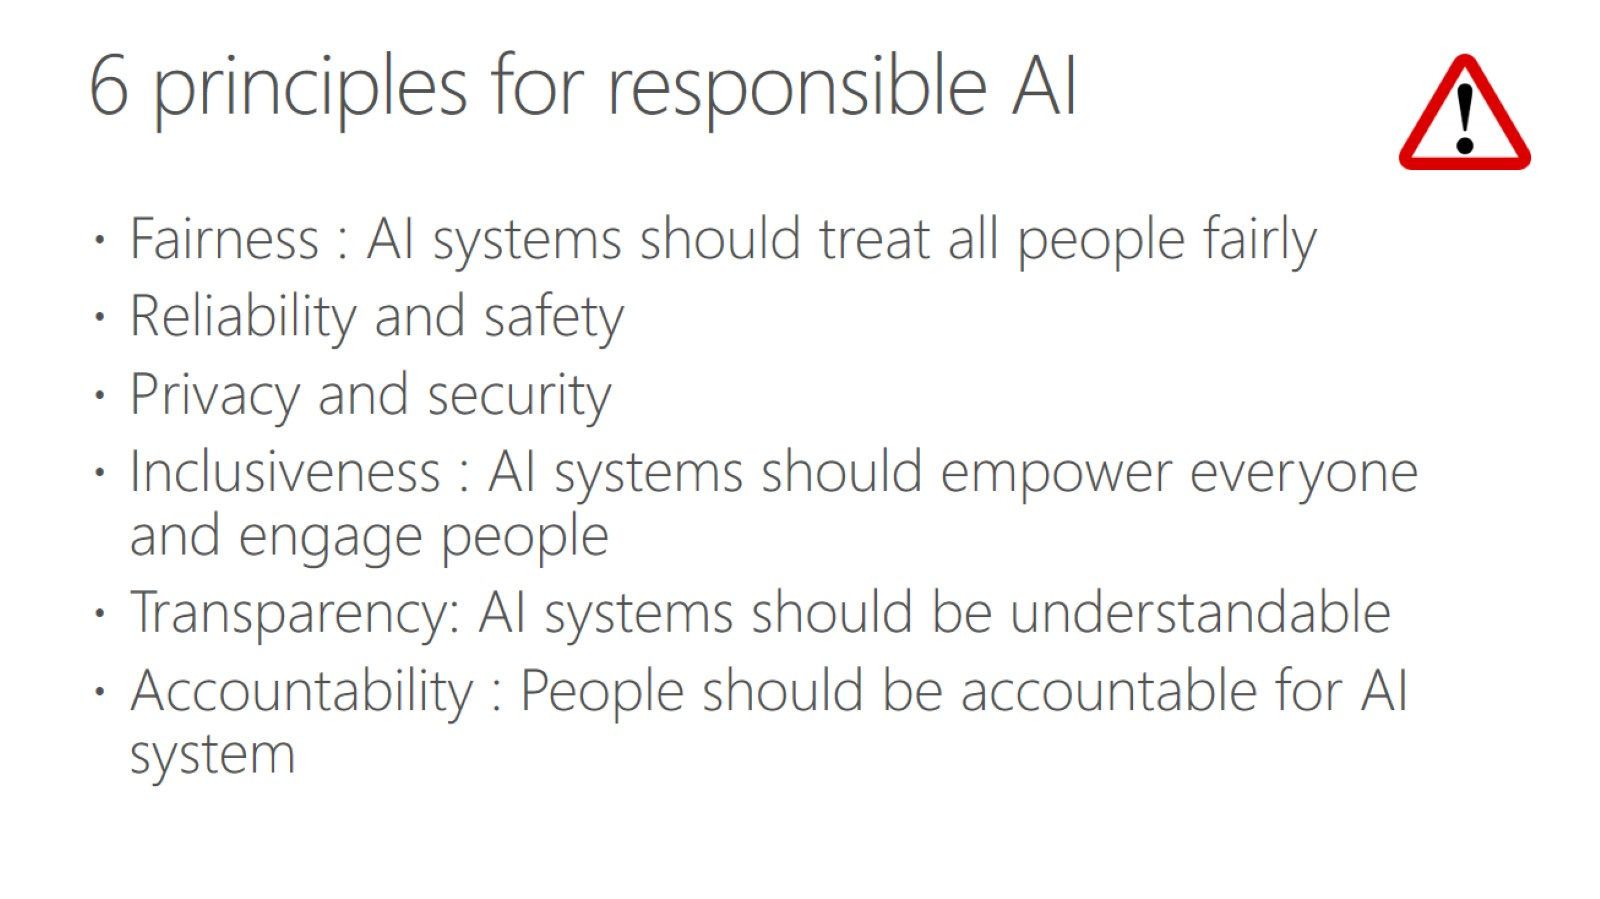 6 principles for responsible AI
• Fairness : AI systems should treat all people fairly
• Reliability and safety
• Privacy and security
• Inclusiveness : AI systems should empower everyone
and engage people
• Transparency: AI systems should be understandable
• Accountability : People should be accountable for AI
system